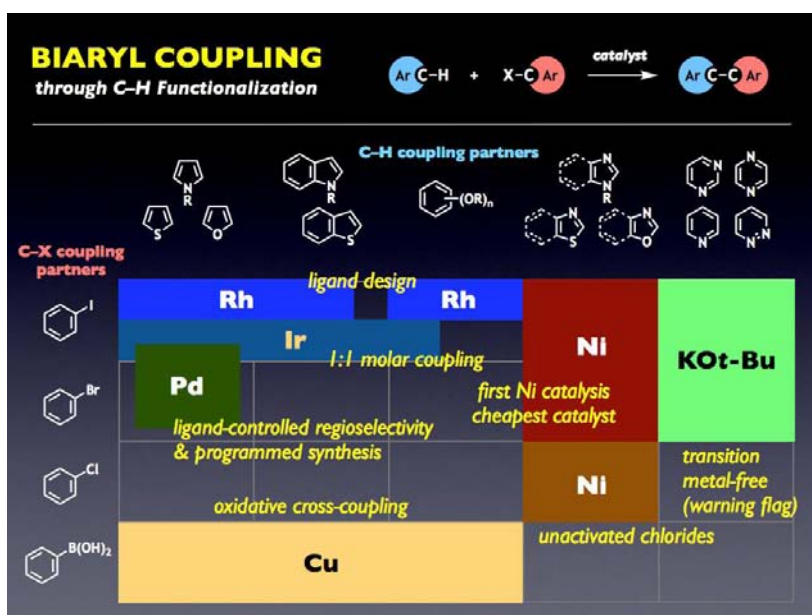 BIARYL COUPLING
through C–H Functionalization
Ar C–H + X–C Ar catalyst Ar C–C Ar
C–H coupling partners
N
R
S
O
N
R
S
(OR)n
N
N
R
N
S
N
O
N
N
N
N
N
N
N
C–X coupling
partners
ligand design
I
Rh
Rh
Ir
1:1 molar coupling
Ni
KOt-Bu
Br
Pd
first Ni catalysis
cheapest catalyst
ligand-controlled regioselectivity
& programmed synthesis
Cl
Ni
transition
metal-free
(warning flag)
oxidative cross-coupling
unactivated chlorides
B(OH)2
Cu